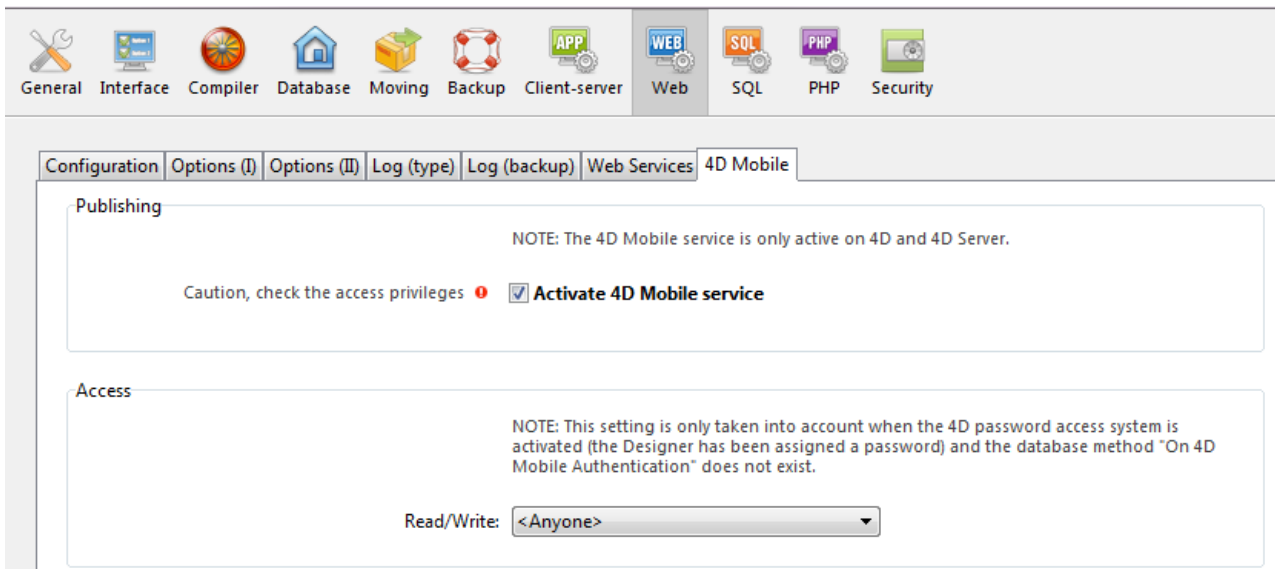 APP WEB SQL PHP
General Interface Compiler Database Moving Backup Client-server Web SQL PHP Security
Configuration Options (I) Options (II) Log (type) Log (backup) Web Services 4D Mobile
Publishing
NOTE: The 4D Mobile service is only active on 4D and 4D Server.
Caution, check the access privileges Activate 4D Mobile service
Access
NOTE: This setting is only taken into account when the 4D password access system is
activated (the Designer has been assigned a password) and the database method "On 4D
Mobile Authentication" does not exist.
Read/Write: <Anyone>